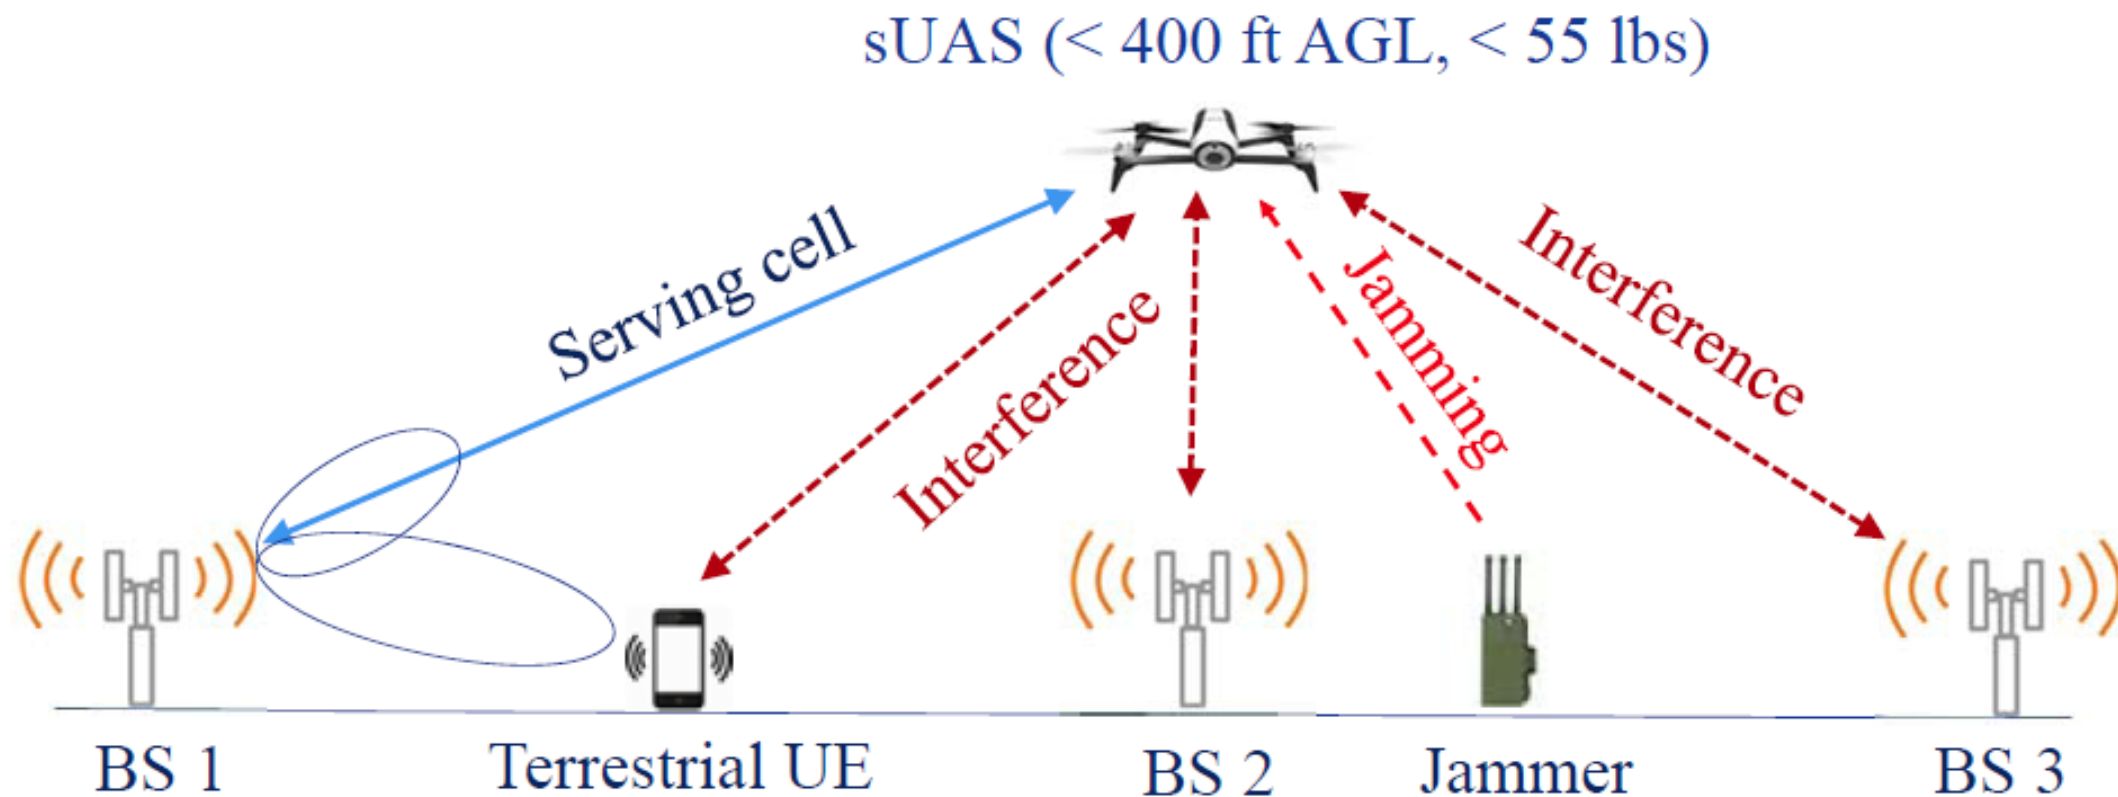 sUAS (< 400 ft AGL, < 55 lbs)
Serving cell
Interference
Jamming
Interference
BS 1
Terrestrial UE
BS 2
Jammer
BS 3